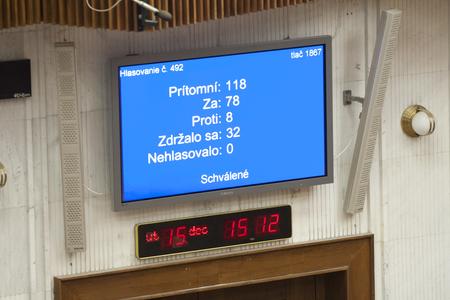 Hlasovanie č. 492
tlač 1867
Prítomní: 118
Za: 78
Proti: 8
Zdržalo sa: 32
Nehlasovalo: 0
Schválené
ut 15 dec 15 12